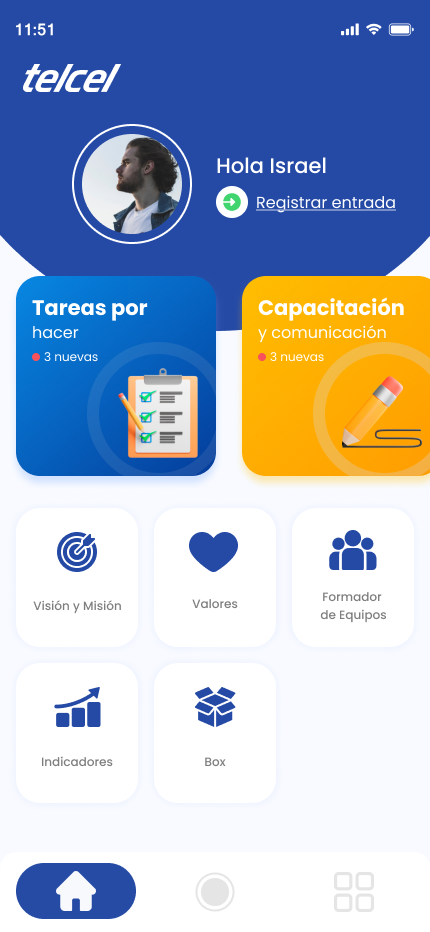 11:51
telcel
Hola Israel
Registrar entrada
Tareas por
hacer
3 nuevas
Capacitación
y comunicación
3 nuevas
Visión y Misión
Valores
Formador
de Equipos
Indicadores
Box